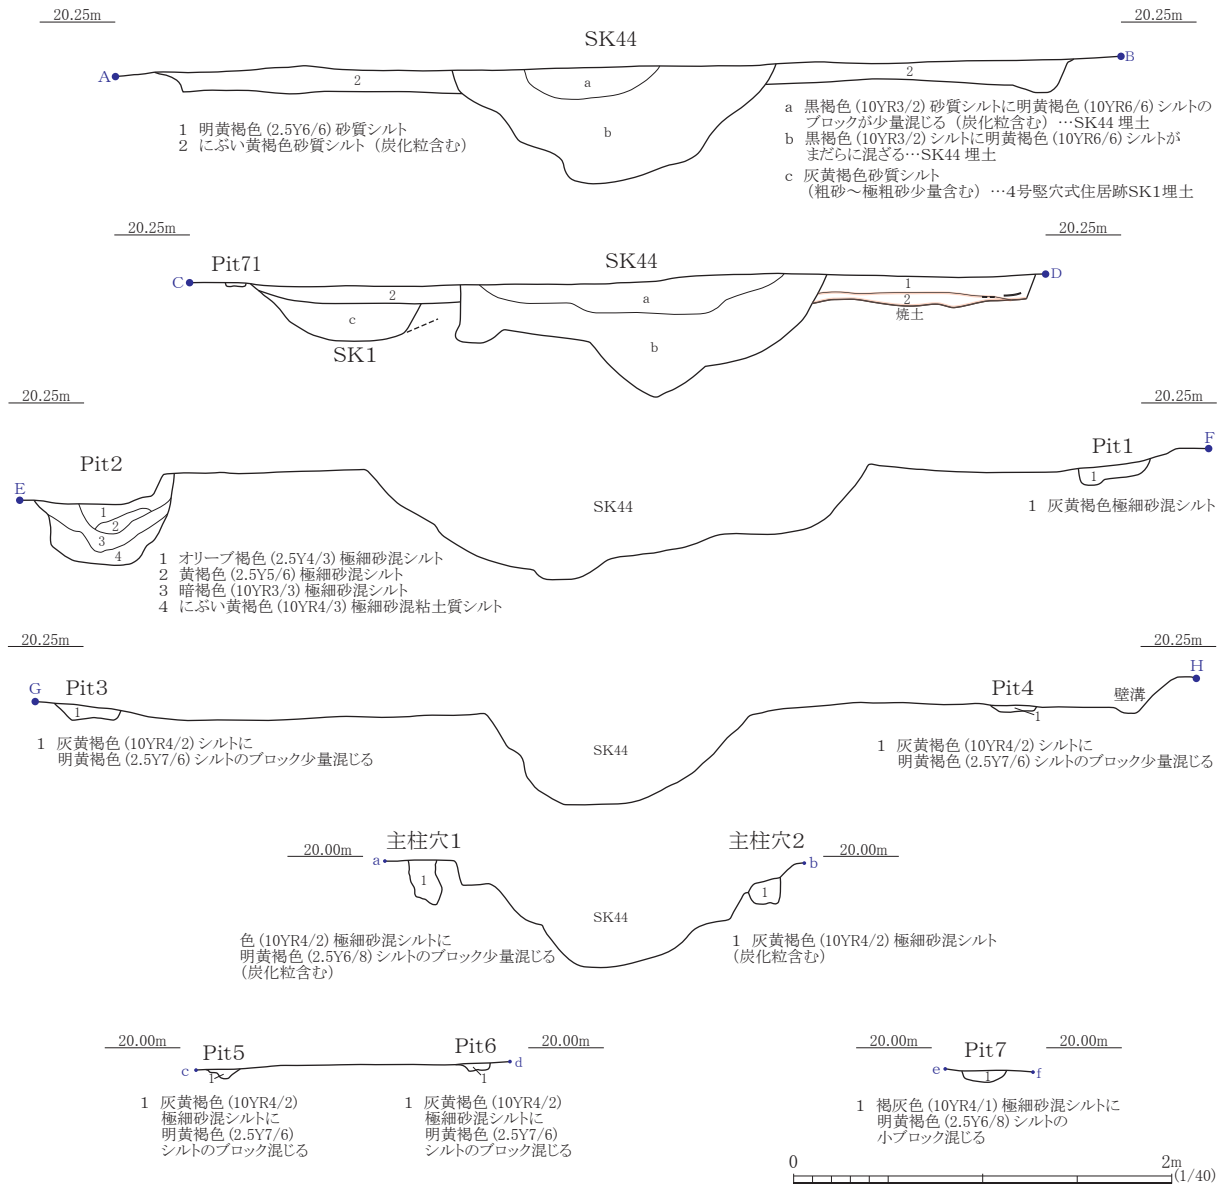 20.25m
20.25m
SK44
A
B
2
a
2
b
1 明黄褐色(2.5Y6/6)砂質シルト
2 にぶい黄褐色砂質シルト（炭化粒含む）
a 黒褐色(10YR3/2)砂質シルトに明黄褐色(10YR6/6)シルトの
ブロックが少量混じる（炭化粒含む）…SK44 埋土
b 黒褐色(10YR3/2)シルトに明黄褐色(10YR6/6)シルトが
まだらに混ざる…SK44 埋土
c 灰黄褐色砂質シルト
（粗砂～極粗砂少量含む）…4号竪穴式住居跡SK1埋土
20.25m
20.25m
Pit71
SK44
C
D
1
2
a
2
c
焼土
SK1
b
20.25m
20.25m
Pit2
Pit1
F
E
1
1
2
3
4
SK44
1 灰黄褐色極細砂混シルト
1 オリーブ褐色(2.5Y4/3)極細砂混シルト
2 黄褐色(2.5Y5/6)極細砂混シルト
3 暗褐色(10YR3/3)極細砂混シルト
4 にぶい黄褐色(10YR4/3)極細砂混粘土質シルト
20.25m
20.25m
G
Pit3
Pit4
壁溝
H
1
1
SK44
1 灰黄褐色(10YR4/2)シルトに
明黄褐色(2.5Y7/6)シルトのブロック少量混じる
1 灰黄褐色(10YR4/2)シルトに
明黄褐色(2.5Y7/6)シルトのブロック少量混じる
20.00m
主柱穴1
主柱穴2
20.00m
a
b
1
1
SK44
色(10YR4/2)極細砂混シルトに
明黄褐色(2.5Y6/8)シルトのブロック少量混じる
（炭化粒含む）
1 灰黄褐色(10YR4/2)極細砂混シルト
（炭化粒含む）
20.00m
Pit5
Pit6
20.00m
c
d
1
1
1 灰黄褐色(10YR4/2)
極細砂混シルトに
明黄褐色(2.5Y7/6)
シルトのブロック混じる
1 灰黄褐色(10YR4/2)
極細砂混シルトに
明黄褐色(2.5Y7/6)
シルトのブロック混じる
20.00m
Pit7
20.00m
e
f
1
1 褐灰色(10YR4/1)極細砂混シルトに
明黄褐色(2.5Y6/8)シルトの
小ブロック混じる
0
2m
(1/40)